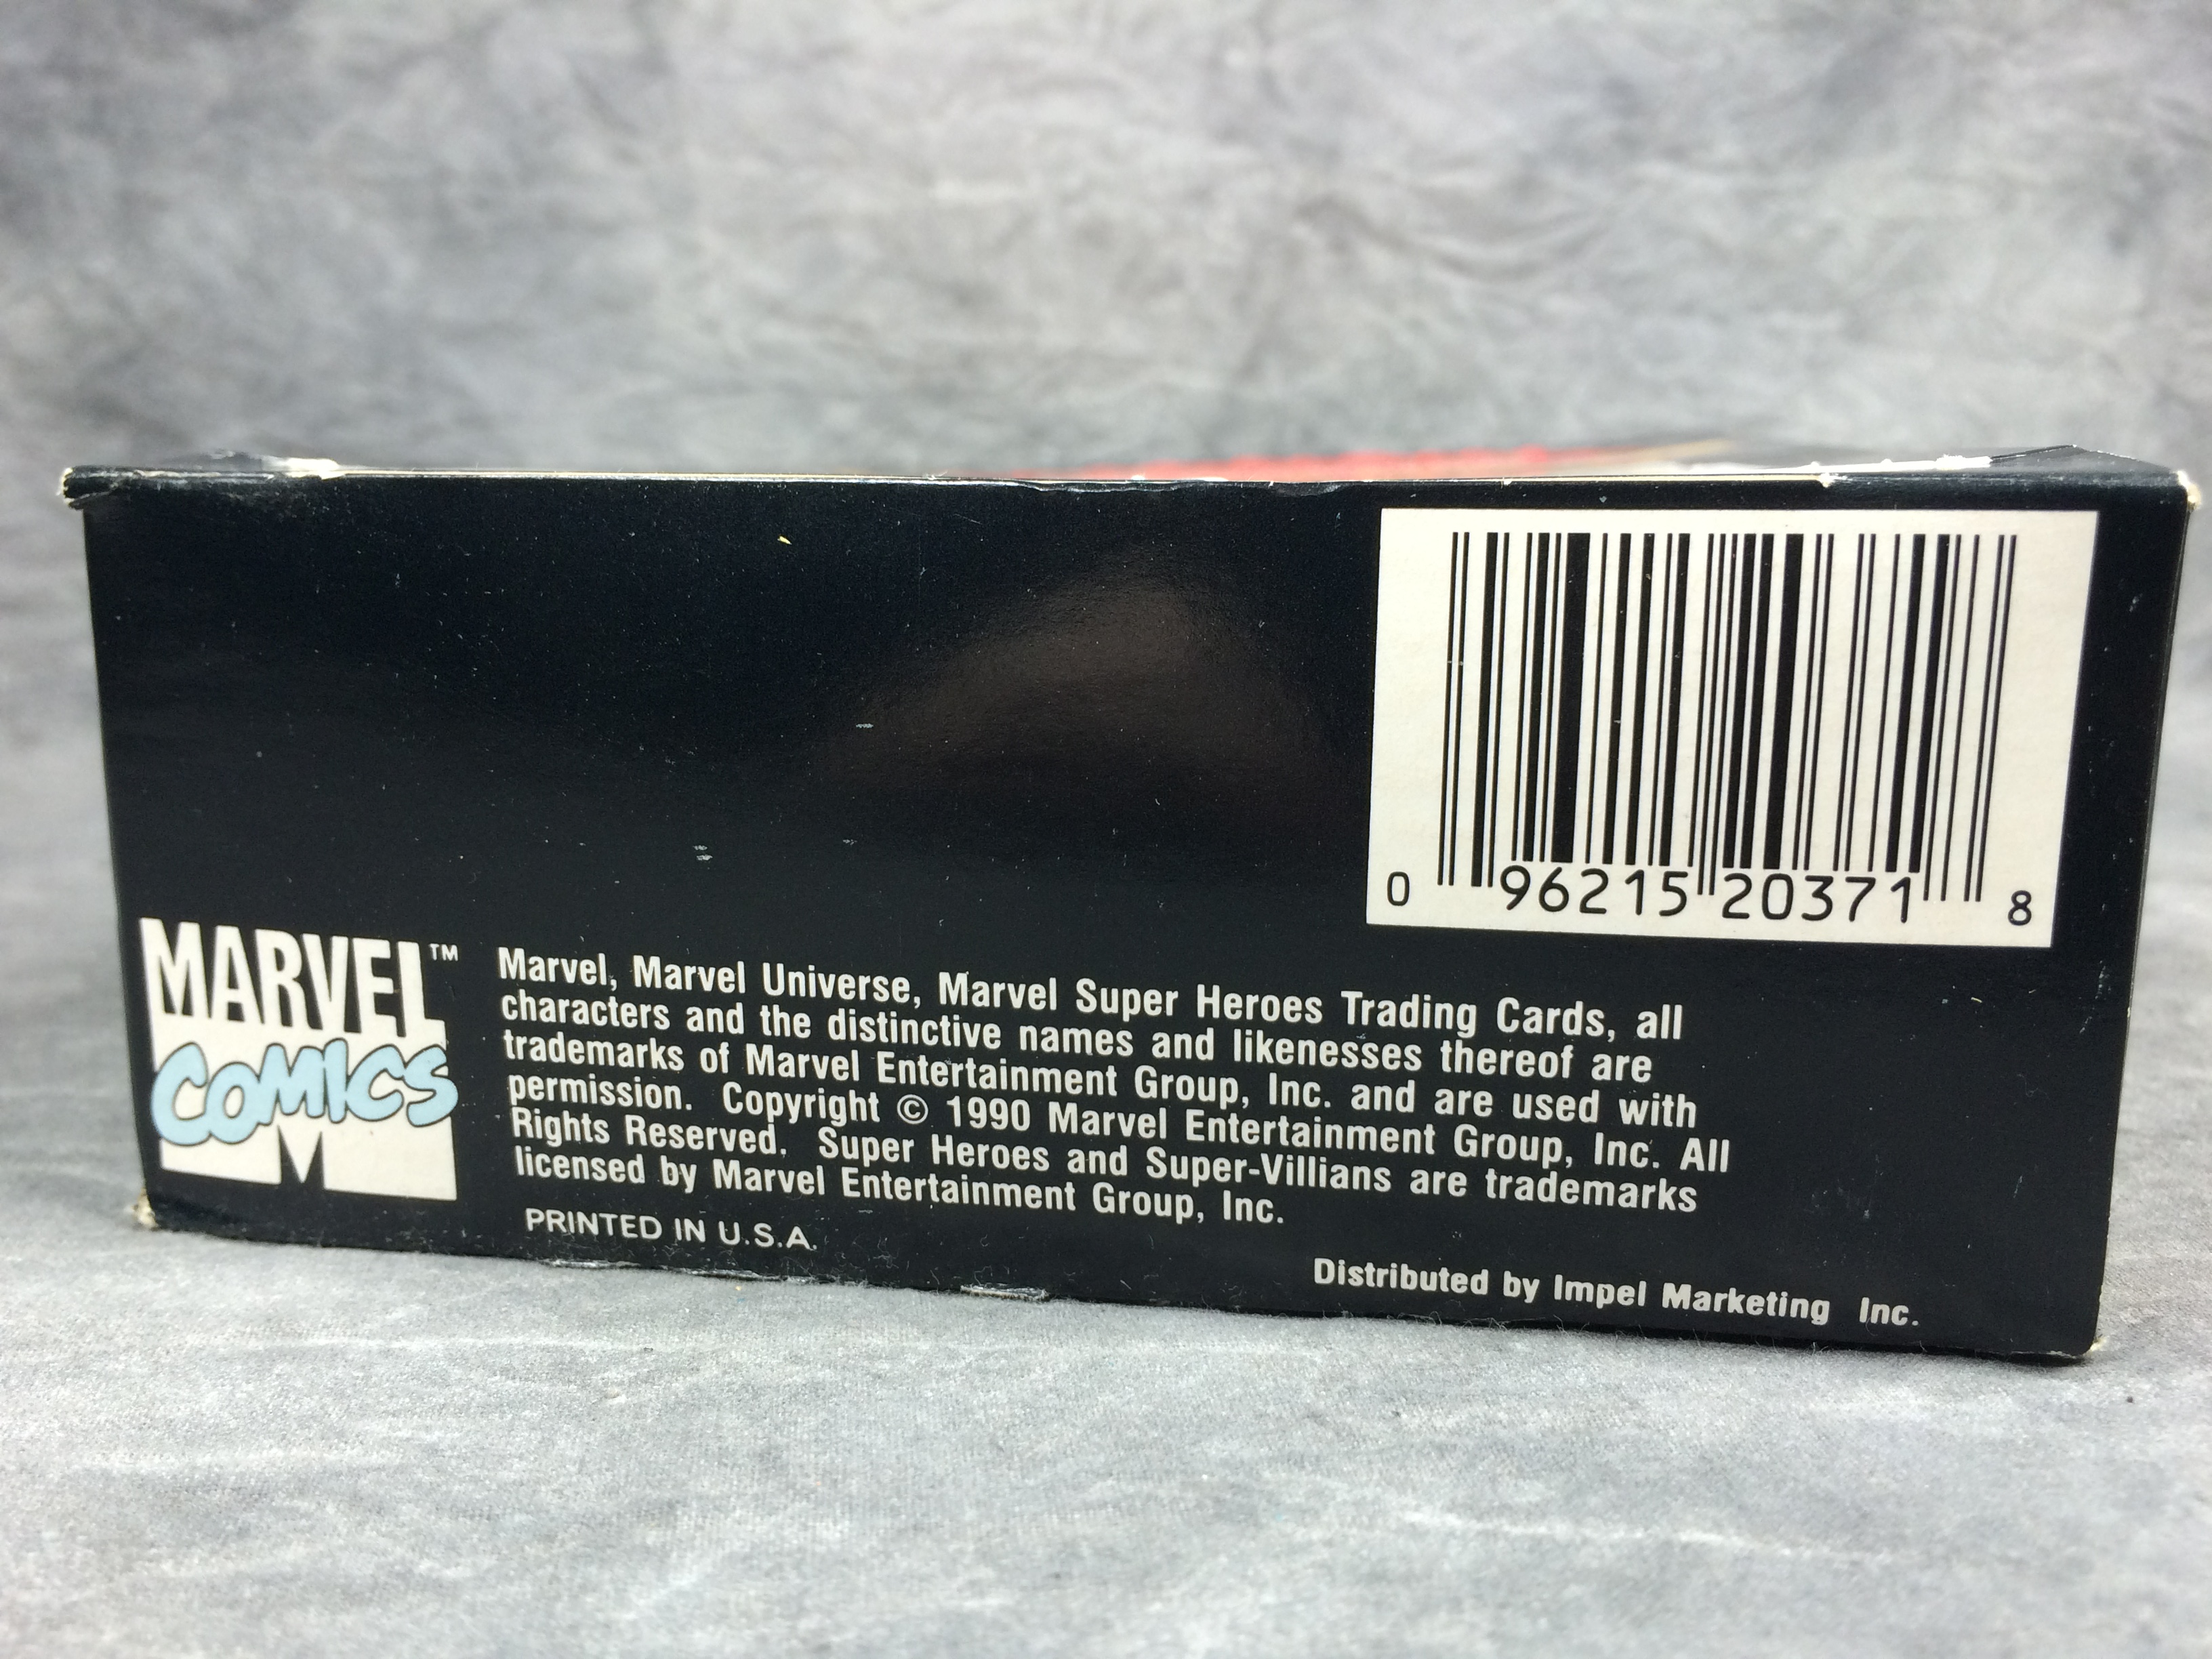 0 96215 20371 8
MARVEL™
COMICS
M
Marvel, Marvel Universe, Marvel Super Heroes Trading Cards, all
characters and the distinctive names and likenesses thereof are
trademarks of Marvel Entertainment Group, Inc. and are used with
permission. Copyright © 1990 Marvel Entertainment Group, Inc. All
Rights Reserved. Super Heroes and Super-Villians are trademarks
licensed by Marvel Entertainment Group, Inc.
PRINTED IN U.S.A.
Distributed by Impel Marketing Inc.